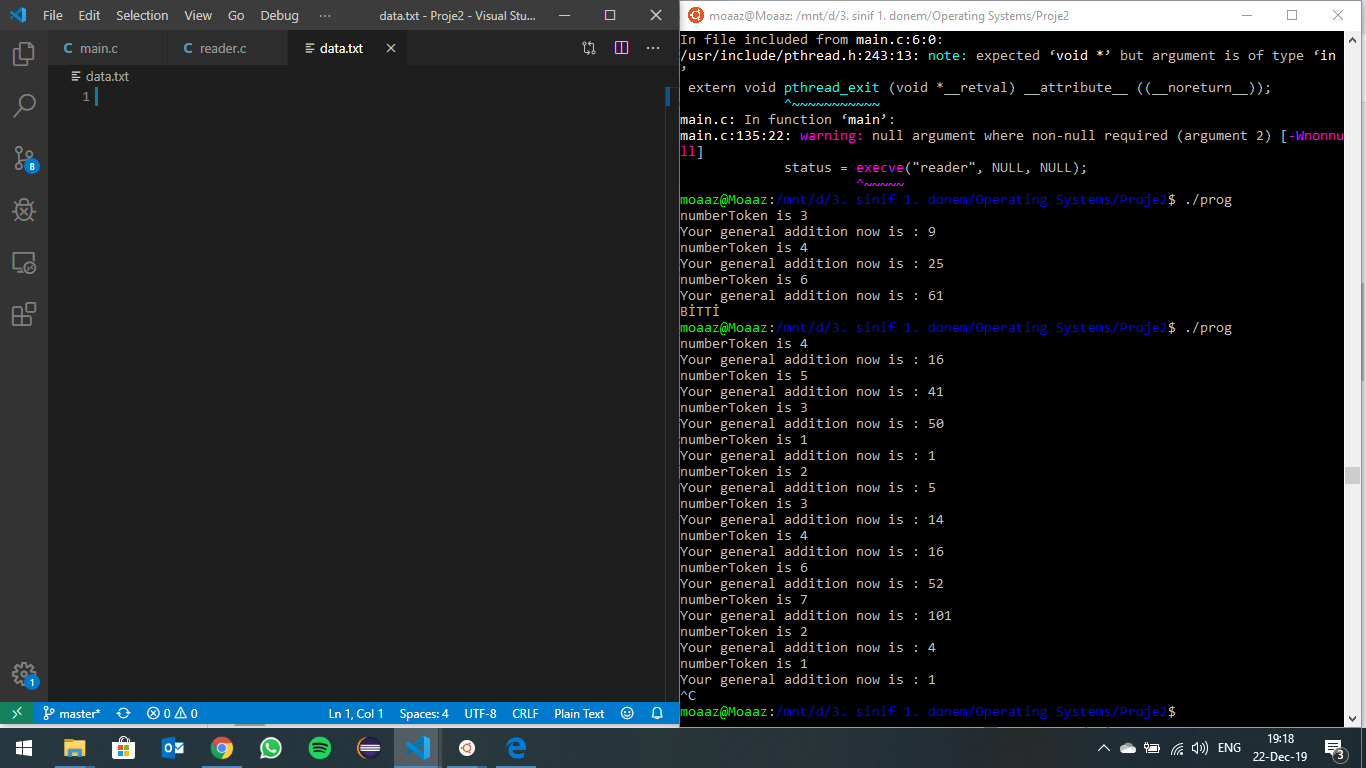 File Edit Selection View Go Debug ··· data.txt - Proje2 - Visual Stu...
main.c reader.c data.txt
data.txt
1
8
1
master* 0 0 Ln 1, Col 1 Spaces: 4 UTF-8 CRLF Plain Text
moaaz@Moaaz: /mnt/d/3. sinif 1. donem/Operating Systems/Proje2
In file included from main.c:6:0:
/usr/include/pthread.h:243:13: note: expected ‘void *’ but argument is of type ‘in
’
extern void pthread_exit (void *__retval) __attribute__ ((__noreturn__));
^~~~~~~~~~~~
main.c: In function ‘main’:
main.c:135:22: warning: null argument where non-null required (argument 2) [-Wnonnu
ll]
status = execve("reader", NULL, NULL);
^~~~~~
moaaz@Moaaz:/mnt/d/3. sinif 1. donem/Operating Systems/Proje2$ ./prog
numberToken is 3
Your general addition now is : 9
numberToken is 4
Your general addition now is : 25
numberToken is 6
Your general addition now is : 61
BİTTİ
moaaz@Moaaz:/mnt/d/3. sinif 1. donem/Operating Systems/Proje2$ ./prog
numberToken is 4
Your general addition now is : 16
numberToken is 5
Your general addition now is : 41
numberToken is 3
Your general addition now is : 50
numberToken is 1
Your general addition now is : 1
numberToken is 2
Your general addition now is : 5
numberToken is 3
Your general addition now is : 14
numberToken is 4
Your general addition now is : 16
numberToken is 6
Your general addition now is : 52
numberToken is 7
Your general addition now is : 101
numberToken is 2
Your general addition now is : 4
numberToken is 1
Your general addition now is : 1
^C
moaaz@Moaaz:/mnt/d/3. sinif 1. donem/Operating Systems/Proje2$
ENG 19:18
22-Dec-19 3